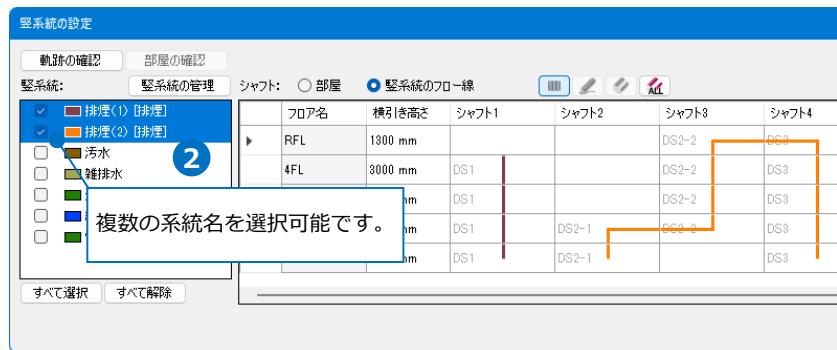 竪系統の設定
軌跡の確認 部屋の確認
竪系統: 竪系統の管理 シャフト: 部屋 竪系統のフロー線 ALL
排煙(1) [排煙]
排煙(2) [排煙]
汚水
雑排水
2
複数の系統名を選択可能です。
すべて選択 すべて解除
フロア名 横引き高さ シャフト1 シャフト2 シャフト3 シャフト4
RFL 1300 mm DS2-2 DS3
4FL 3000 mm DS1 DS2-2 DS3
mm DS1 DS2-2 DS3
mm DS1 DS2-1 DS2-2 DS3
mm DS1 DS2-1 DS3